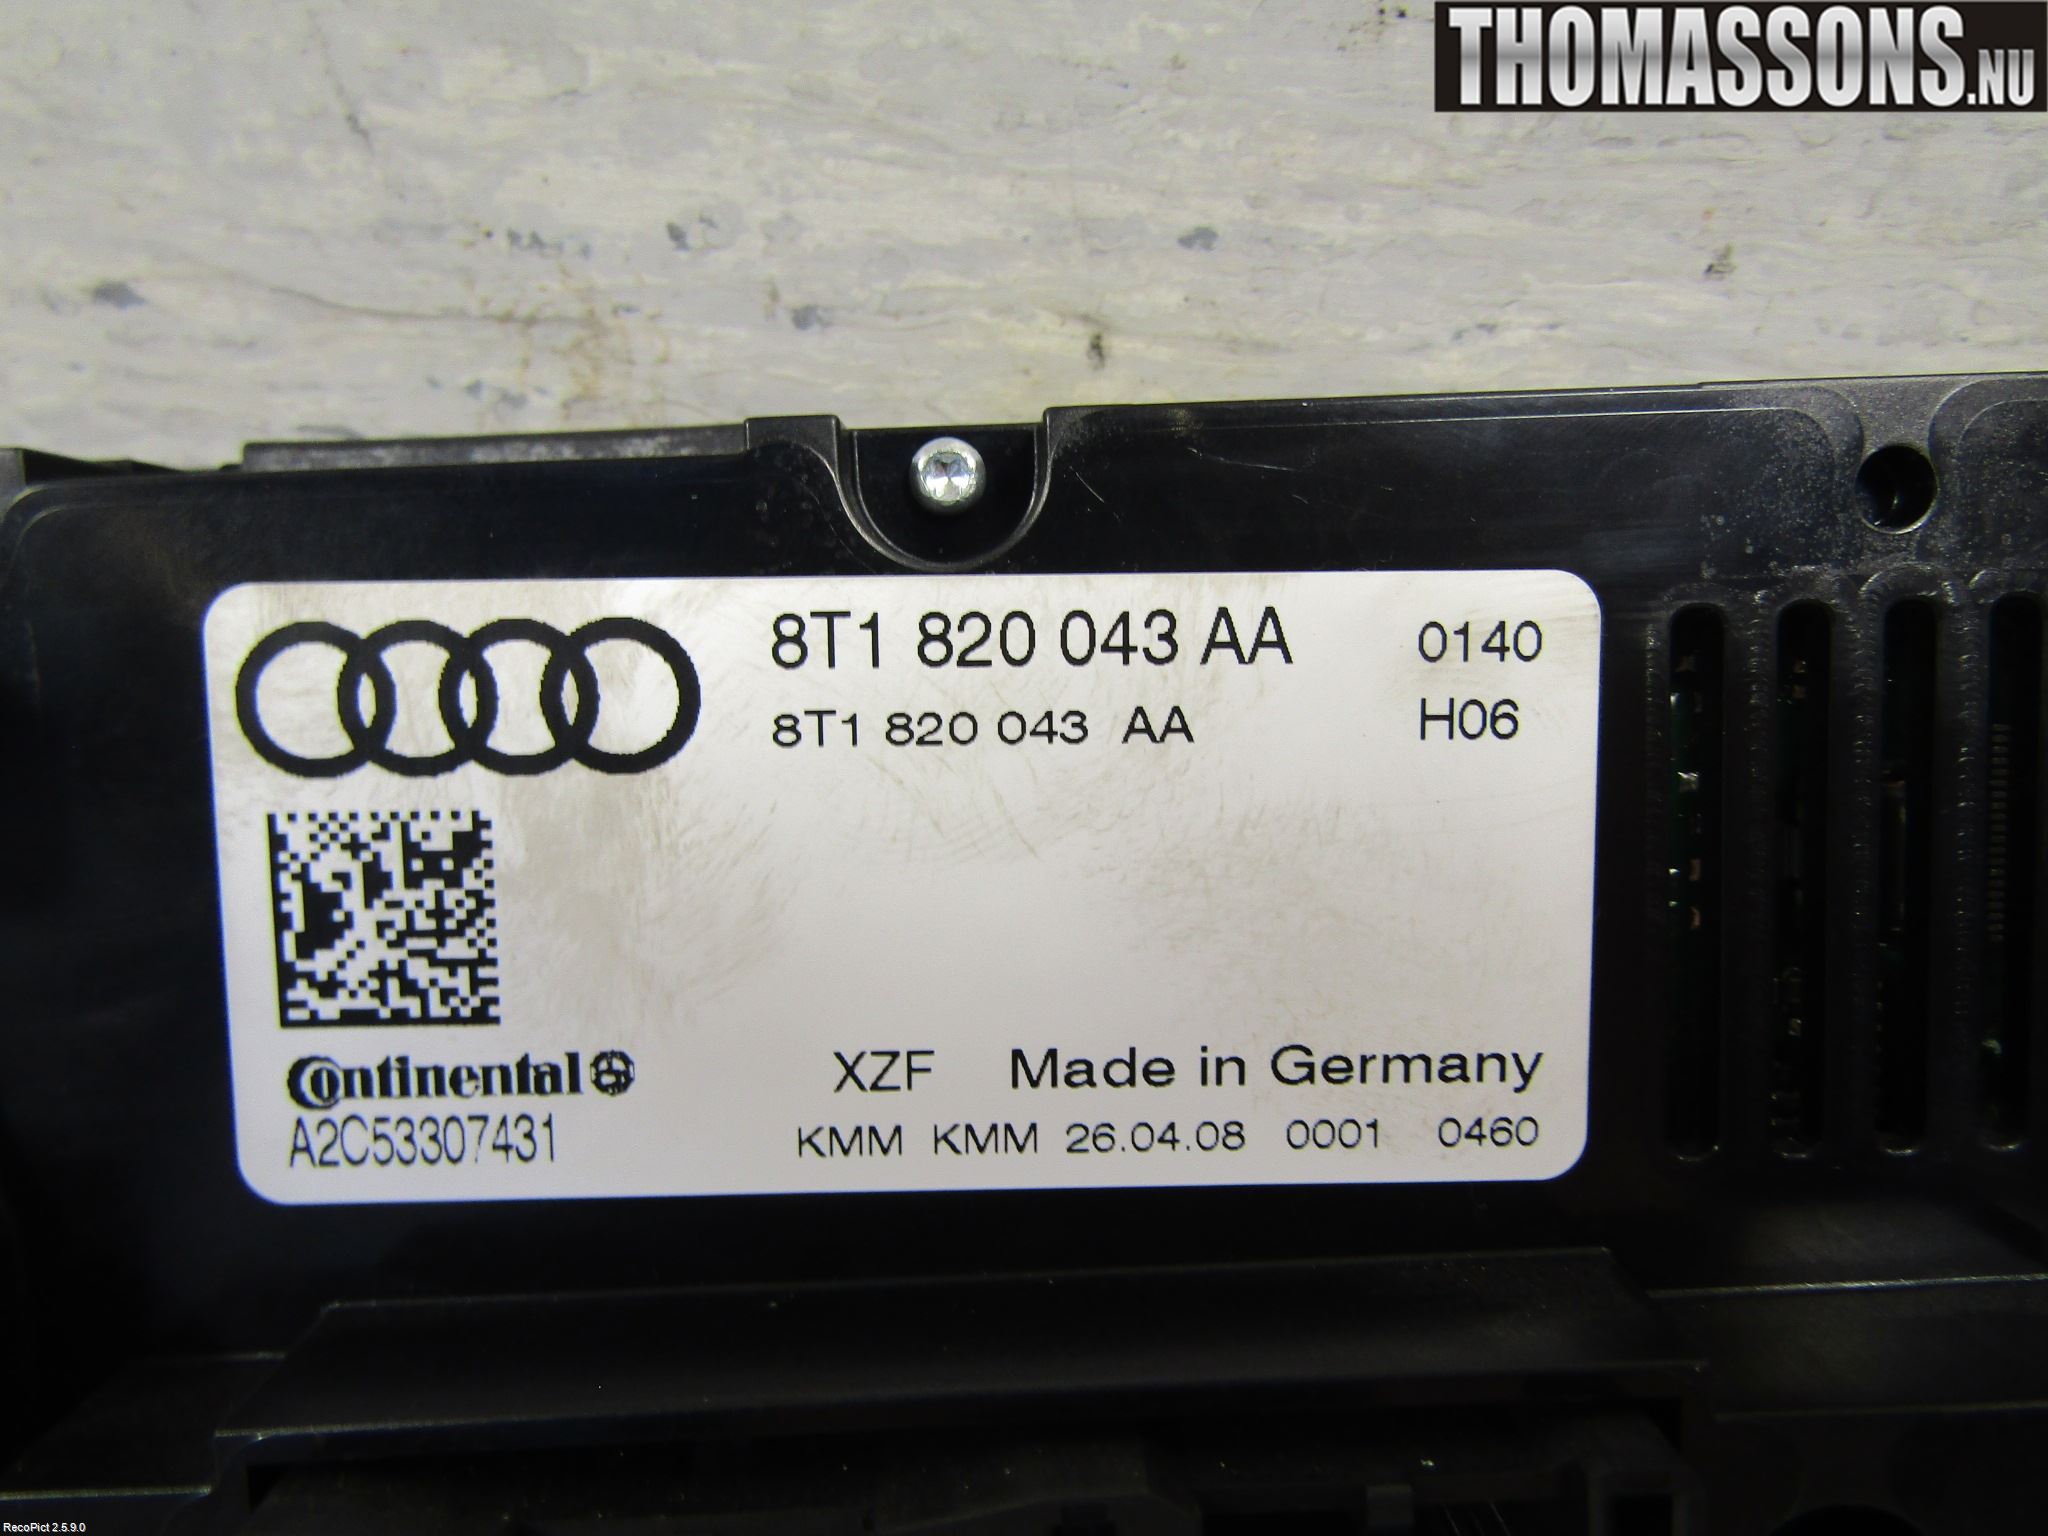 THOMASSONS.NU
8T1 820 043 AA 0140
8T1 820 043 AA H06
Continental
XZF Made in Germany
A2C53307431
KMM KMM 26.04.08 0001 0460
RecoPict 2.5.9.0